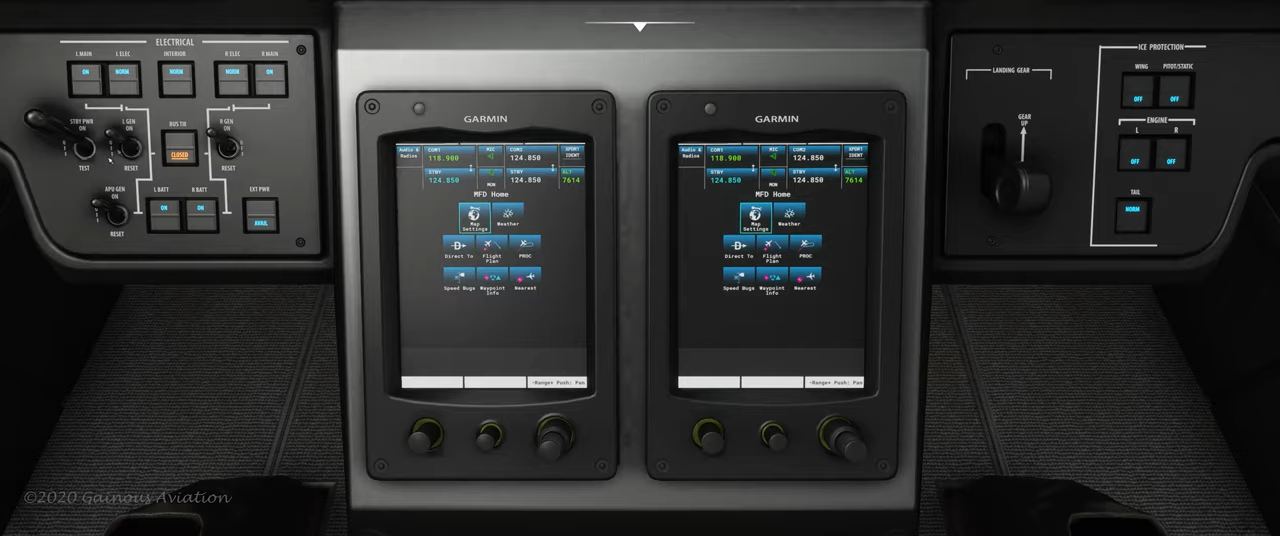 ELECTRICAL
L MAIN
L ELEC
INTERIOR
R ELEC
R MAIN
ON
NORM
NORM
NORM
ON
STBY PWR
ON
TEST
L GEN
ON
RESET
BUS TIE
CLOSED
R GEN
ON
RESET
APU GEN
ON
RESET
L BATT
ON
R BATT
ON
EXT PWR
AVAIL
GARMIN
Audio &
Radios
COM1
118.900
STBY
124.850
MIC
MON
COM2
124.850
124.850
XPDR1
IDENT
ALT
7614
MFD Home
Map
Settings
Weather
Direct To
Flight
Plan
PROC
Speed Bugs
Waypoint
Info
Nearest
-Range+ Push: Pan
GARMIN
Audio &
Radios
COM1
118.900
STBY
124.850
MIC
MON
COM2
124.850
124.850
XPDR1
IDENT
ALT
7614
MFD Home
Map
Settings
Weather
Direct To
Flight
Plan
PROC
Speed Bugs
Waypoint
Info
Nearest
-Range+ Push: Pan
LANDING GEAR
GEAR
UP
ICE PROTECTION
WING
PITOT/STATIC
OFF
OFF
ENGINE
L
R
OFF
OFF
TAIL
NORM
©2020 Gainous Aviation